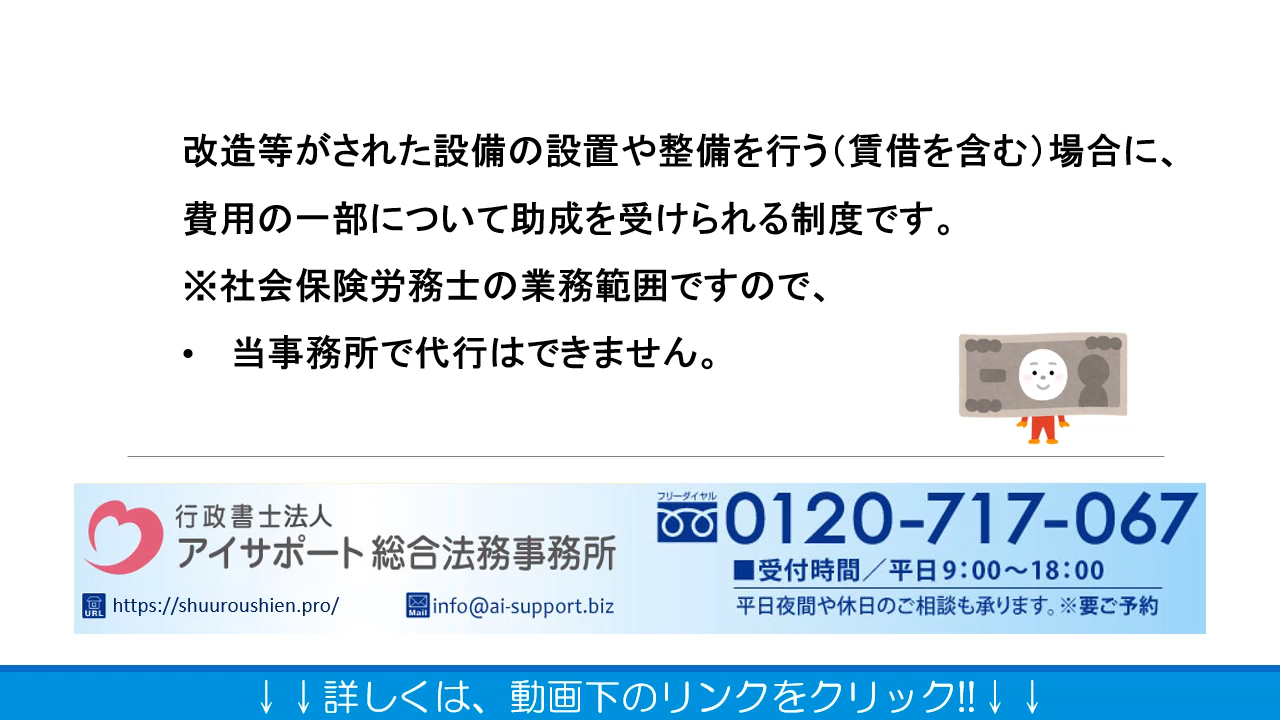 改造等がされた設備の設置や整備を行う（賃借を含む）場合に、
費用の一部について助成を受けられる制度です。
※社会保険労務士の業務範囲ですので、
• 当事務所で代行はできません。
行政書士法人
アイサポート総合法務事務所
URL https://shuuroushien.pro/
Mail info@ai-support.biz
フリーダイヤル
0120-717-067
■受付時間／平日9：00～18：00
平日夜間や休日のご相談も承ります。※要ご予約
↓↓詳しくは、動画下のリンクをクリック!!↓↓